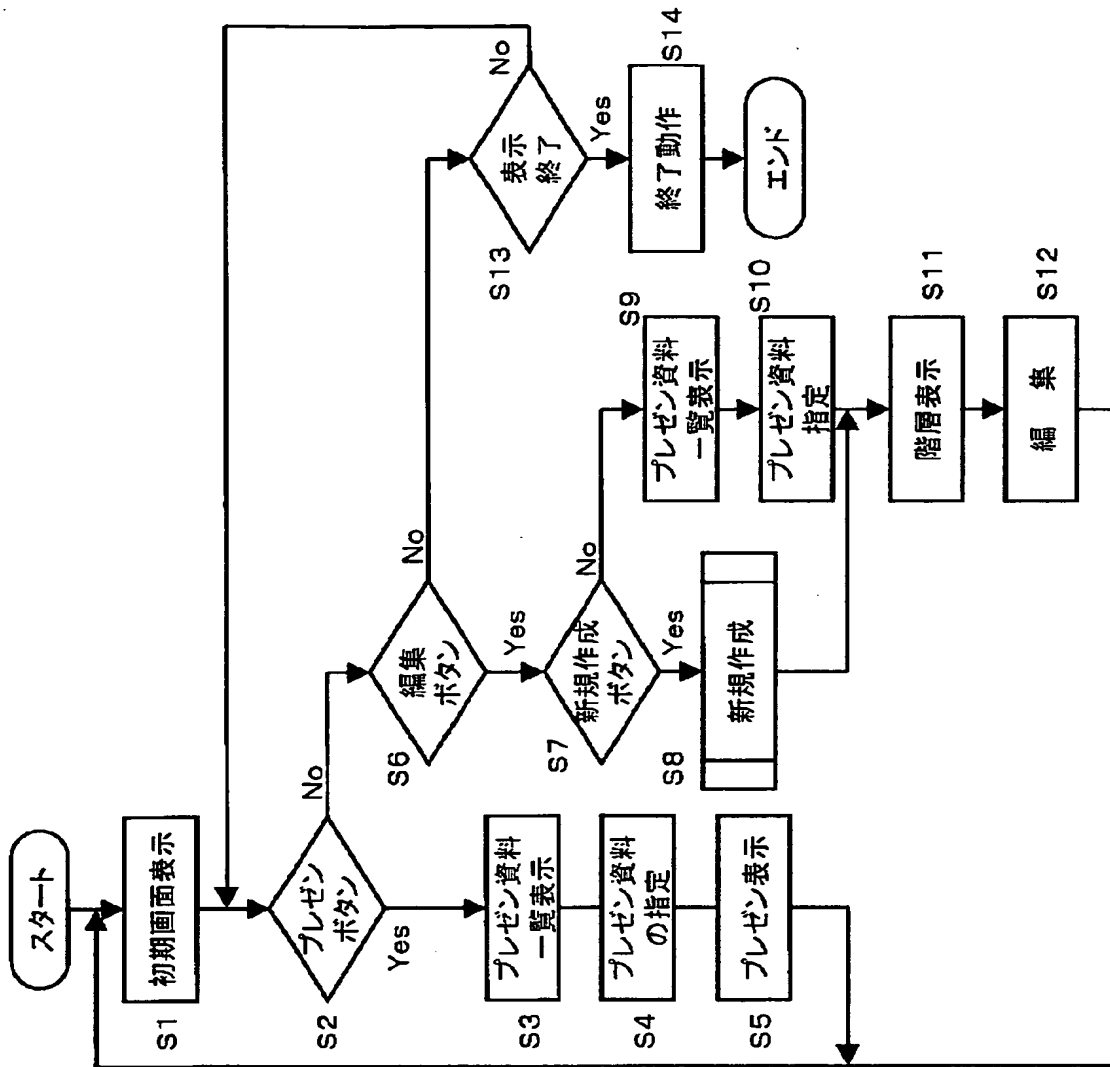 スタート
S1
初期画面表示
S2
プレゼン
ボタン
No
Yes
S3
プレゼン資料
一覧表示
S4
プレゼン資料
の指定
S5
プレゼン表示
S6
編集
ボタン
No
Yes
S7
新規作成
ボタン
No
Yes
S8
新規作成
S9
プレゼン資料
一覧表示
S10
プレゼン資料
指定
S11
階層表示
S12
編 集
S13
表示
終了
No
Yes
S14
終了動作
エンド